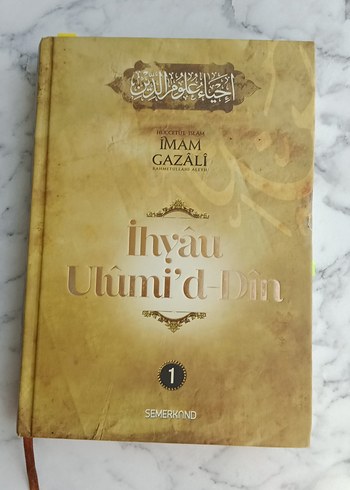 إحياء علوم الدين
HÜCCETÜ'L İSLAM
İMAM
GAZÂLÎ
RAHMETULLAHİ ALEYH
İhyâu
Ulûmi'd-Dîn
1
SEMERKAND